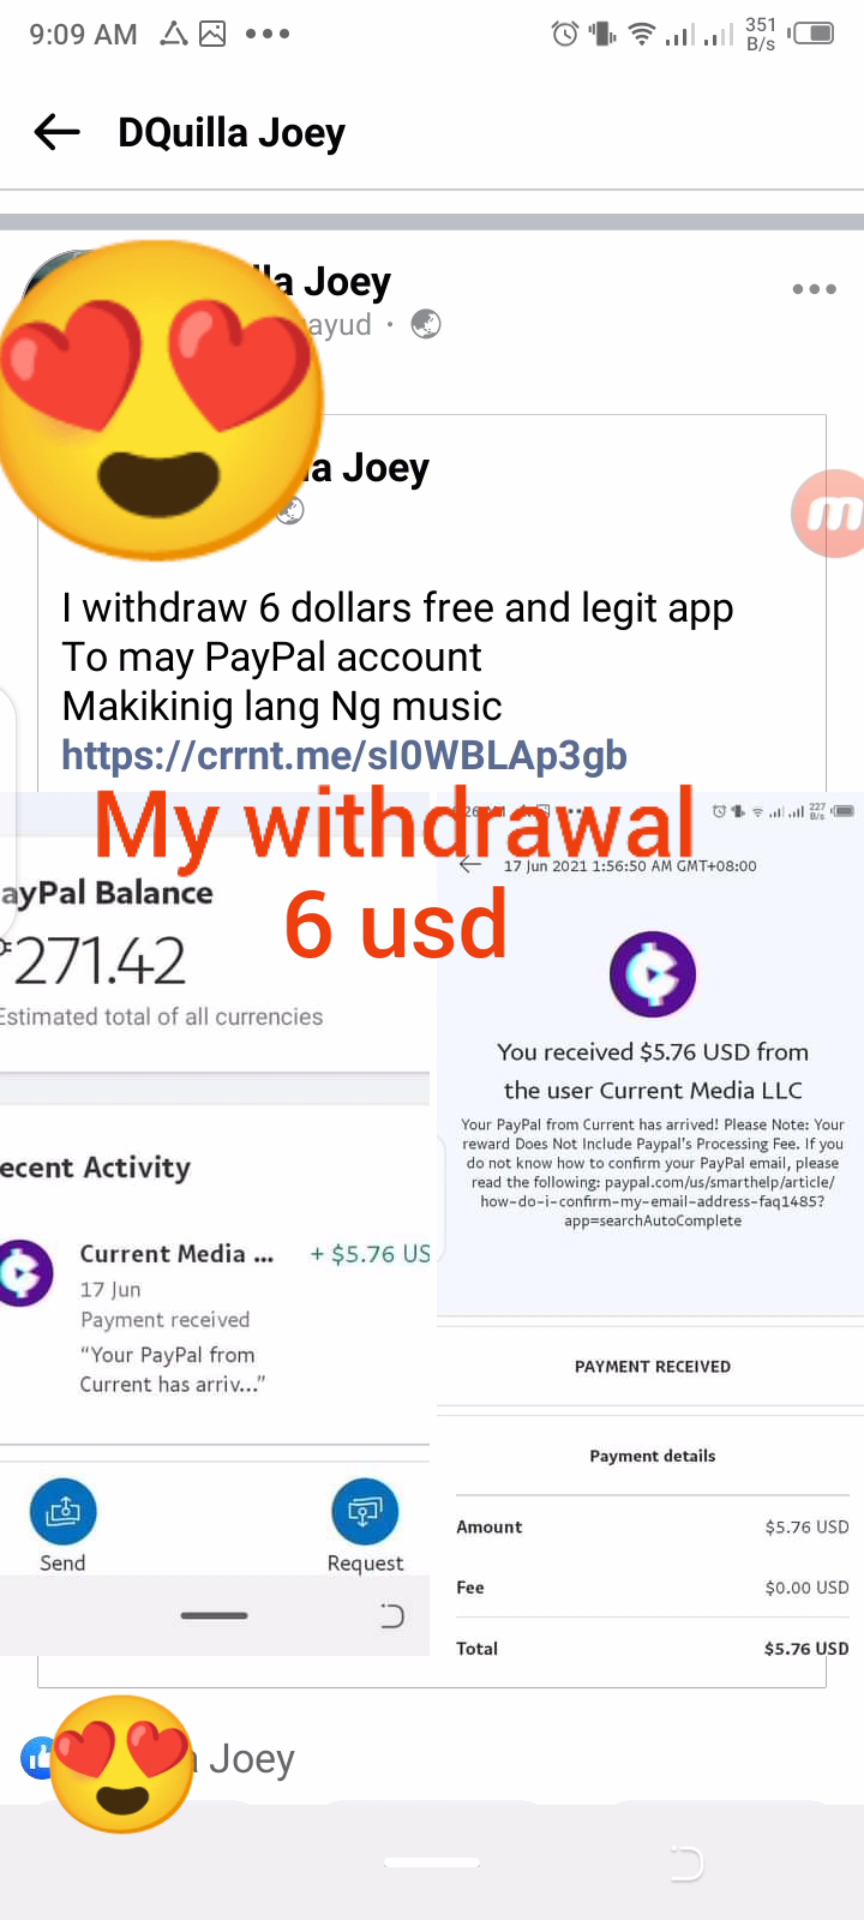 9:09 AM
351
B/s
DQuilla Joey
la Joey
ayud ·
a Joey
m
I withdraw 6 dollars free and legit app
To may PayPal account
Makikinig lang Ng music
https://crrnt.me/sI0WBLAp3gb
My withdrawal
6 usd
ayPal Balance
₱271.42
Estimated total of all currencies
ecent Activity
Current Media ...
+ $5.76 US
17 Jun
Payment received
“Your PayPal from
Current has arriv...”
Send
Request
227
B/s
17 Jun 2021 1:56:50 AM GMT+08:00
You received $5.76 USD from
the user Current Media LLC
Your PayPal from Current has arrived! Please Note: Your
reward Does Not Include Paypal's Processing Fee. If you
do not know how to confirm your PayPal email, please
read the following: paypal.com/us/smarthelp/article/
how-do-i-confirm-my-email-address-faq1485?
app=searchAutoComplete
PAYMENT RECEIVED
Payment details
Amount $5.76 USD
Fee $0.00 USD
Total $5.76 USD
Joey